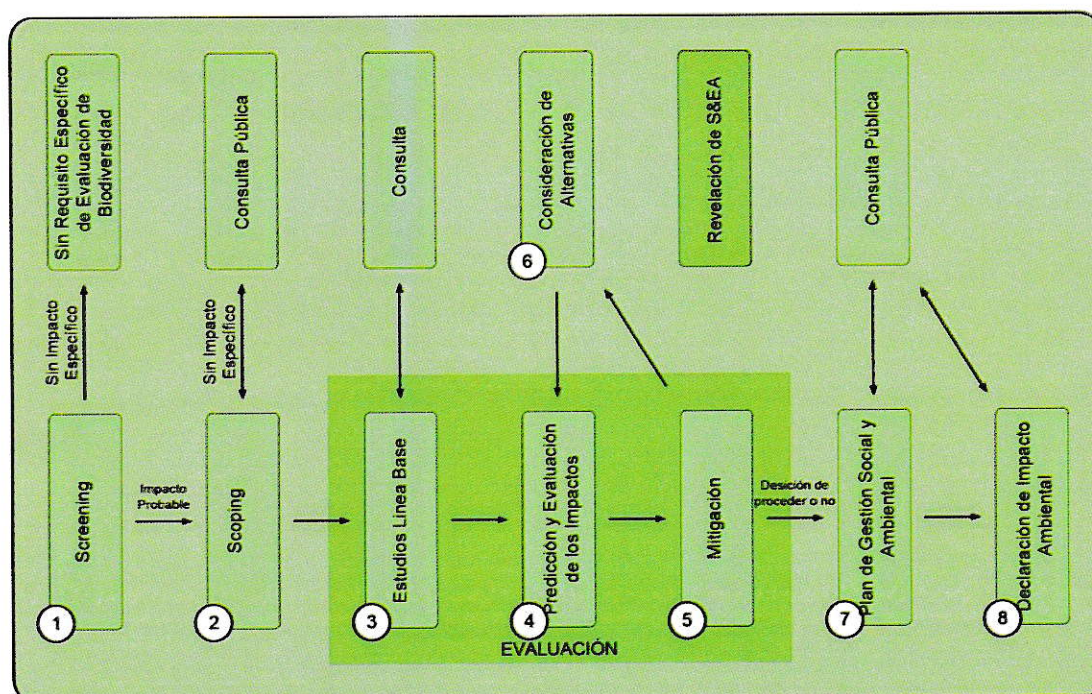 Sin Requisito Específico
de Evaluación de
Biodiversidad
Consulta Pública
Consulta
Consideración de
Alternativas
6
Revelación de S&EA
Consulta Pública
Sin Impacto
Específico
Sin Impacto
Específico
Screening
1
Impacto
Probable
Scoping
2
Estudios Línea Base
3
Predicción y Evaluación
de los Impactos
4
Mitigación
5
Desición de
proceder o no
Plan de Gestión Social y
Ambiental
7
Declaración de Impacto
Ambiental
8
EVALUACIÓN